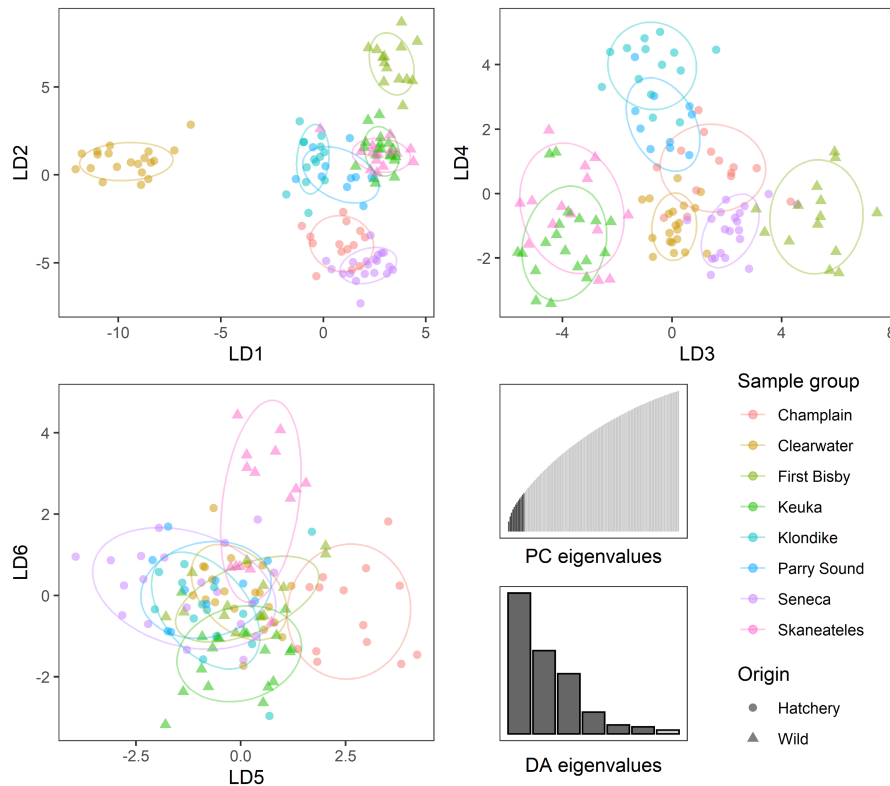 5
0
-5
LD2
-10
-5
0
5
LD1
4
2
0
-2
LD4
-4
0
4
8
LD3
4
2
0
-2
LD6
-2.5
0.0
2.5
LD5
PC eigenvalues
DA eigenvalues
Sample group
Champlain
Clearwater
First Bisby
Keuka
Klondike
Parry Sound
Seneca
Skaneateles
Origin
Hatchery
Wild